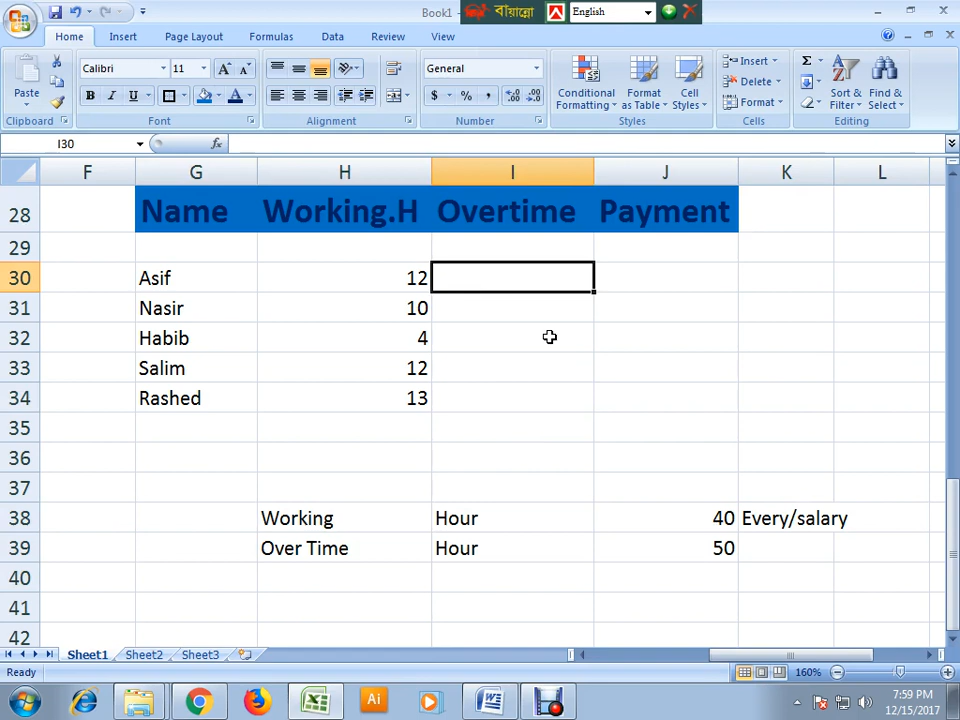 Book1 -
বায়ান্নো
English
Home Insert Page Layout Formulas Data Review View
Paste
Clipboard
Calibri 11
B I U
Font
Alignment
General
$ % ,
Number
Conditional Formatting
Format as Table
Cell Styles
Styles
Insert
Delete
Format
Cells
Σ
Sort & Filter
Find & Select
Editing
I30
fx
F G H I J K L
28 Name Working.H Overtime Payment
29
30 Asif 12
31 Nasir 10
32 Habib 4
33 Salim 12
34 Rashed 13
35
36
37
38 Working Hour 40 Every/salary
39 Over Time Hour 50
40
41
42
Sheet1 Sheet2 Sheet3
Ready
160%
Ai
7:59 PM
12/15/2017